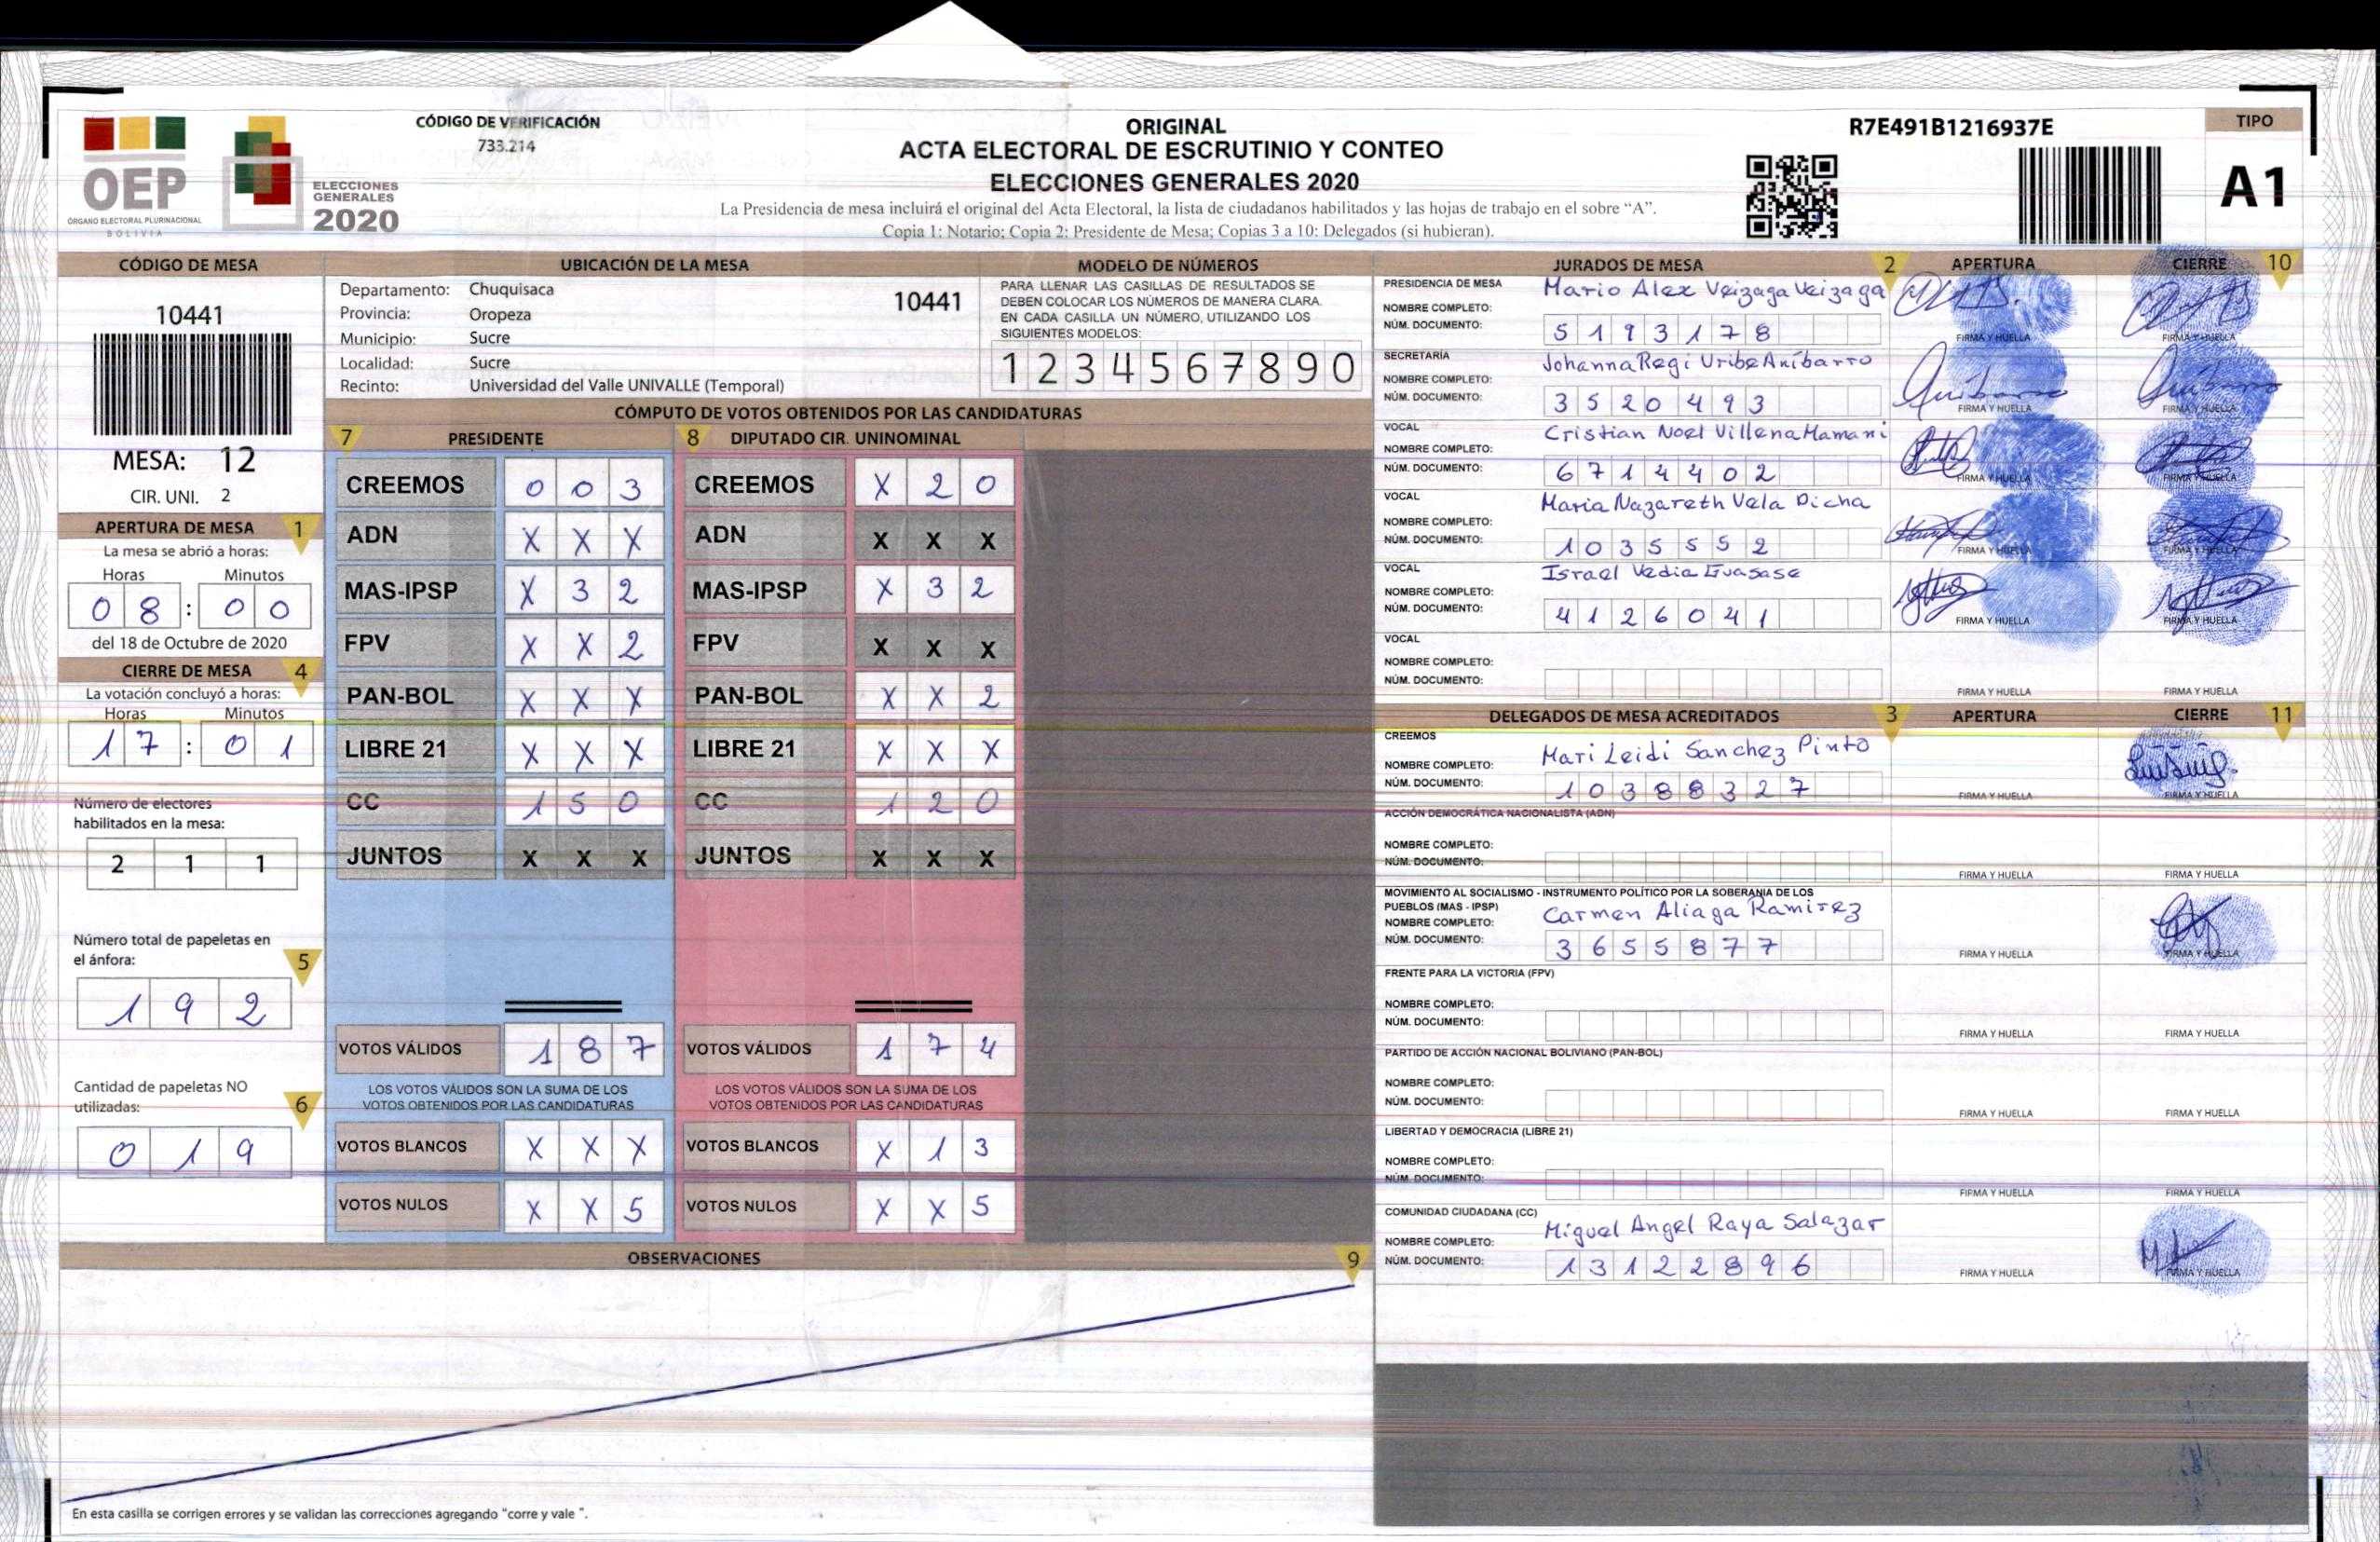 OEP
ÓRGANO ELECTORAL PLURINACIONAL
BOLIVIA
ELECCIONES
GENERALES
2020
CÓDIGO DE VERIFICACIÓN
733.214
ORIGINAL
ACTA ELECTORAL DE ESCRUTINIO Y CONTEO
ELECCIONES GENERALES 2020
La Presidencia de mesa incluirá el original del Acta Electoral, la lista de ciudadanos habilitados y las hojas de trabajo en el sobre “A”.
Copia 1: Notario; Copia 2: Presidente de Mesa; Copias 3 a 10: Delegados (si hubieran).
R7E491B1216937E
TIPO
A1
CÓDIGO DE MESA
10441
MESA: 12
CIR. UNI. 2
APERTURA DE MESA 1
La mesa se abrió a horas:
Horas Minutos
0 8 : 0 0
del 18 de Octubre de 2020
CIERRE DE MESA 4
La votación concluyó a horas:
Horas Minutos
1 7 : 0 1
Número de electores
habilitados en la mesa:
2 1 1
Número total de papeletas en
el ánfora: 5
1 9 2
Cantidad de papeletas NO
utilizadas: 6
0 1 9
UBICACIÓN DE LA MESA
Departamento: Chuquisaca
10441
Provincia: Oropeza
Municipio: Sucre
Localidad: Sucre
Recinto: Universidad del Valle UNIVALLE (Temporal)
MODELO DE NÚMEROS
PARA LLENAR LAS CASILLAS DE RESULTADOS SE
DEBEN COLOCAR LOS NÚMEROS DE MANERA CLARA.
EN CADA CASILLA UN NÚMERO, UTILIZANDO LOS
SIGUIENTES MODELOS:
1 2 3 4 5 6 7 8 9 0
CÓMPUTO DE VOTOS OBTENIDOS POR LAS CANDIDATURAS
7 PRESIDENTE
CREEMOS 0 0 3
ADN X X X
MAS-IPSP X 3 2
FPV X X 2
PAN-BOL X X X
LIBRE 21 X X X
CC 1 5 0
JUNTOS X X X
VOTOS VÁLIDOS 1 8 7
LOS VOTOS VÁLIDOS SON LA SUMA DE LOS
VOTOS OBTENIDOS POR LAS CANDIDATURAS
VOTOS BLANCOS X X X
VOTOS NULOS X X 5
8 DIPUTADO CIR. UNINOMINAL
CREEMOS X 2 0
ADN X X X
MAS-IPSP X 3 2
FPV X X X
PAN-BOL X X 2
LIBRE 21 X X X
CC 1 2 0
JUNTOS X X X
VOTOS VÁLIDOS 1 7 4
LOS VOTOS VÁLIDOS SON LA SUMA DE LOS
VOTOS OBTENIDOS POR LAS CANDIDATURAS
VOTOS BLANCOS X 1 3
VOTOS NULOS X X 5
OBSERVACIONES 9
En esta casilla se corrigen errores y se validan las correcciones agregando "corre y vale ".
JURADOS DE MESA 2 APERTURA CIERRE 10
PRESIDENCIA DE MESA
NOMBRE COMPLETO: Mario Alex Veizaga Veizaga
NÚM. DOCUMENTO: 5 1 9 3 1 7 8
FIRMA Y HUELLA FIRMA Y HUELLA
SECRETARÍA
NOMBRE COMPLETO: Johanna Regi Uribe Aníbarro
NÚM. DOCUMENTO: 3 5 2 0 4 9 3
FIRMA Y HUELLA FIRMA Y HUELLA
VOCAL
NOMBRE COMPLETO: Cristian Noel Villena Mamani
NÚM. DOCUMENTO: 6 7 1 4 4 0 2
FIRMA Y HUELLA FIRMA Y HUELLA
VOCAL
NOMBRE COMPLETO: Maria Nazareth Vela Dicha
NÚM. DOCUMENTO: 1 0 3 5 5 5 2
FIRMA Y HUELLA FIRMA Y HUELLA
VOCAL
NOMBRE COMPLETO: Israel Vedia
NÚM. DOCUMENTO: 4 1 2 6 0 4 1
FIRMA Y HUELLA FIRMA Y HUELLA
VOCAL
NOMBRE COMPLETO:
NÚM. DOCUMENTO:
FIRMA Y HUELLA FIRMA Y HUELLA
DELEGADOS DE MESA ACREDITADOS 3 APERTURA CIERRE 11
CREEMOS
NOMBRE COMPLETO: Mari Leidi Sanchez Pinto
NÚM. DOCUMENTO: 1 0 3 8 8 3 2 7
FIRMA Y HUELLA FIRMA Y HUELLA
ACCIÓN DEMOCRÁTICA NACIONALISTA (ADN)
NOMBRE COMPLETO:
NÚM. DOCUMENTO:
FIRMA Y HUELLA FIRMA Y HUELLA
MOVIMIENTO AL SOCIALISMO - INSTRUMENTO POLÍTICO POR LA SOBERANIA DE LOS
PUEBLOS (MAS - IPSP)
NOMBRE COMPLETO: Carmen Aliaga Ramirez
NÚM. DOCUMENTO: 3 6 5 5 8 7 7
FIRMA Y HUELLA FIRMA Y HUELLA
FRENTE PARA LA VICTORIA (FPV)
NOMBRE COMPLETO:
NÚM. DOCUMENTO:
FIRMA Y HUELLA FIRMA Y HUELLA
PARTIDO DE ACCIÓN NACIONAL BOLIVIANO (PAN-BOL)
NOMBRE COMPLETO:
NÚM. DOCUMENTO:
FIRMA Y HUELLA FIRMA Y HUELLA
LIBERTAD Y DEMOCRACIA (LIBRE 21)
NOMBRE COMPLETO:
NÚM. DOCUMENTO:
FIRMA Y HUELLA FIRMA Y HUELLA
COMUNIDAD CIUDADANA (CC)
NOMBRE COMPLETO: Miguel Angel Raya Salazar
NÚM. DOCUMENTO: 1 3 1 2 2 8 9 6
FIRMA Y HUELLA FIRMA Y HUELLA